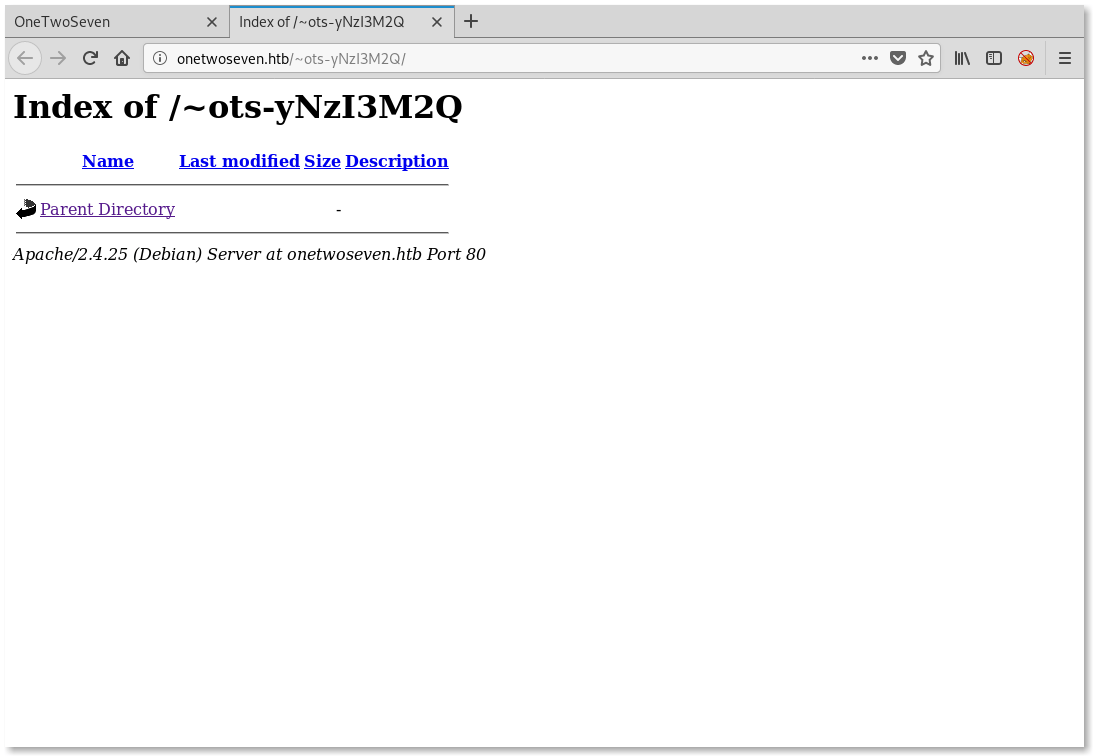 OneTwoSeven
Index of /~ots-yNzI3M2Q
onetwoseven.htb/~ots-yNzI3M2Q/
Index of /~ots-yNzI3M2Q
Name Last modified Size Description
Parent Directory -
Apache/2.4.25 (Debian) Server at onetwoseven.htb Port 80